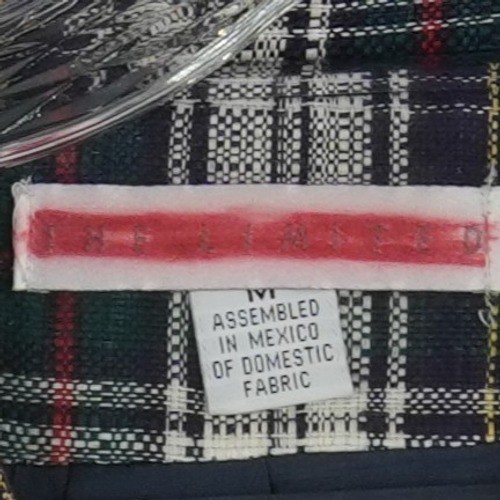 THE LIMITED
M
ASSEMBLED
IN MEXICO
OF DOMESTIC
FABRIC